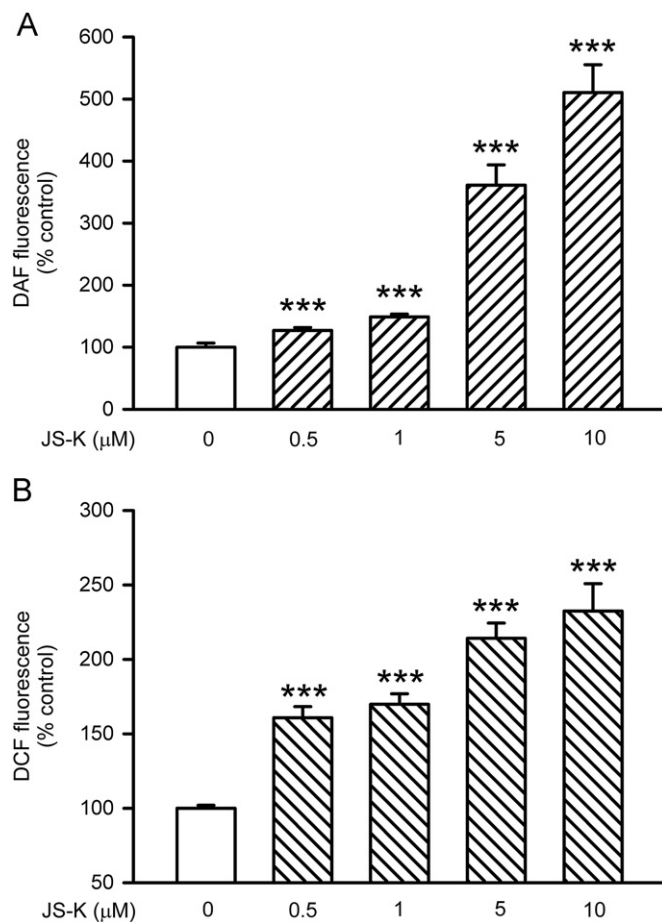 A
600
500
400
300
200
100
0
DAF fluorescence
(% control)
***
***
***
***
JS-K (μM) 0 0.5 1 5 10
B
300
250
200
150
100
50
DCF fluorescence
(% control)
***
***
***
***
JS-K (μM) 0 0.5 1 5 10